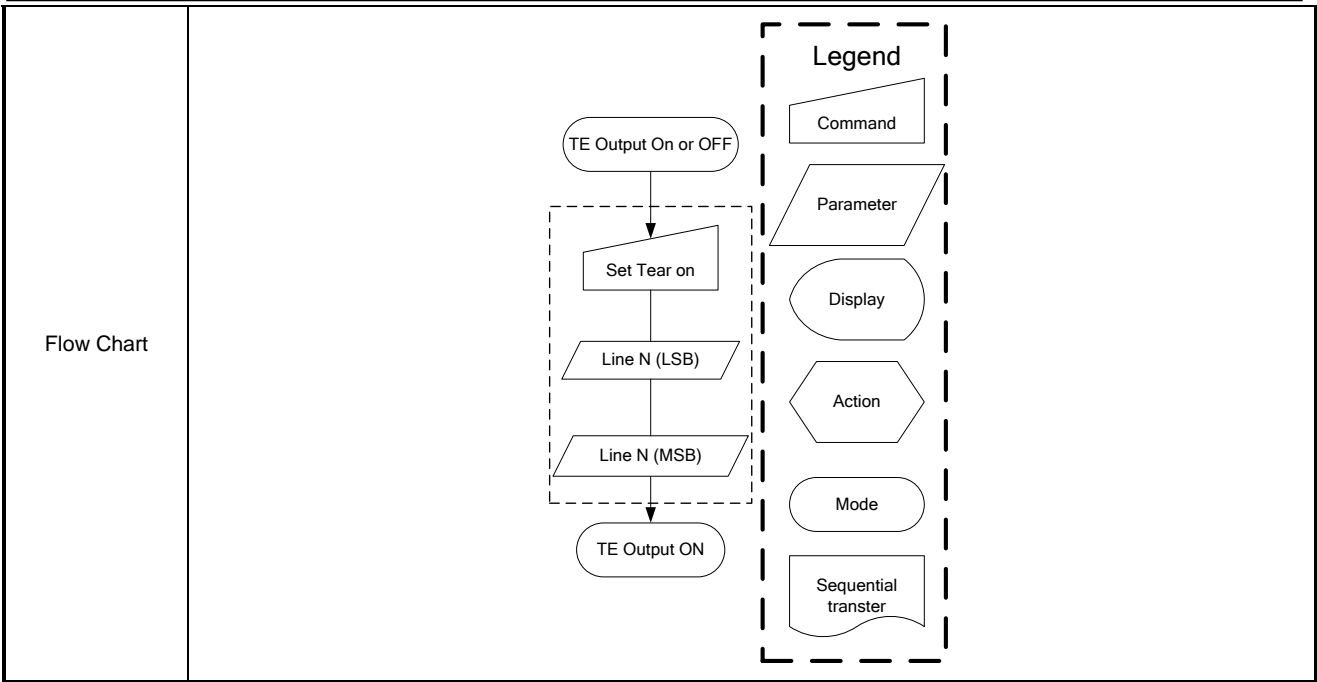 Flow Chart
TE Output On or OFF
Set Tear on
Line N (LSB)
Line N (MSB)
TE Output ON
Legend
Command
Parameter
Display
Action
Mode
Sequential
transter